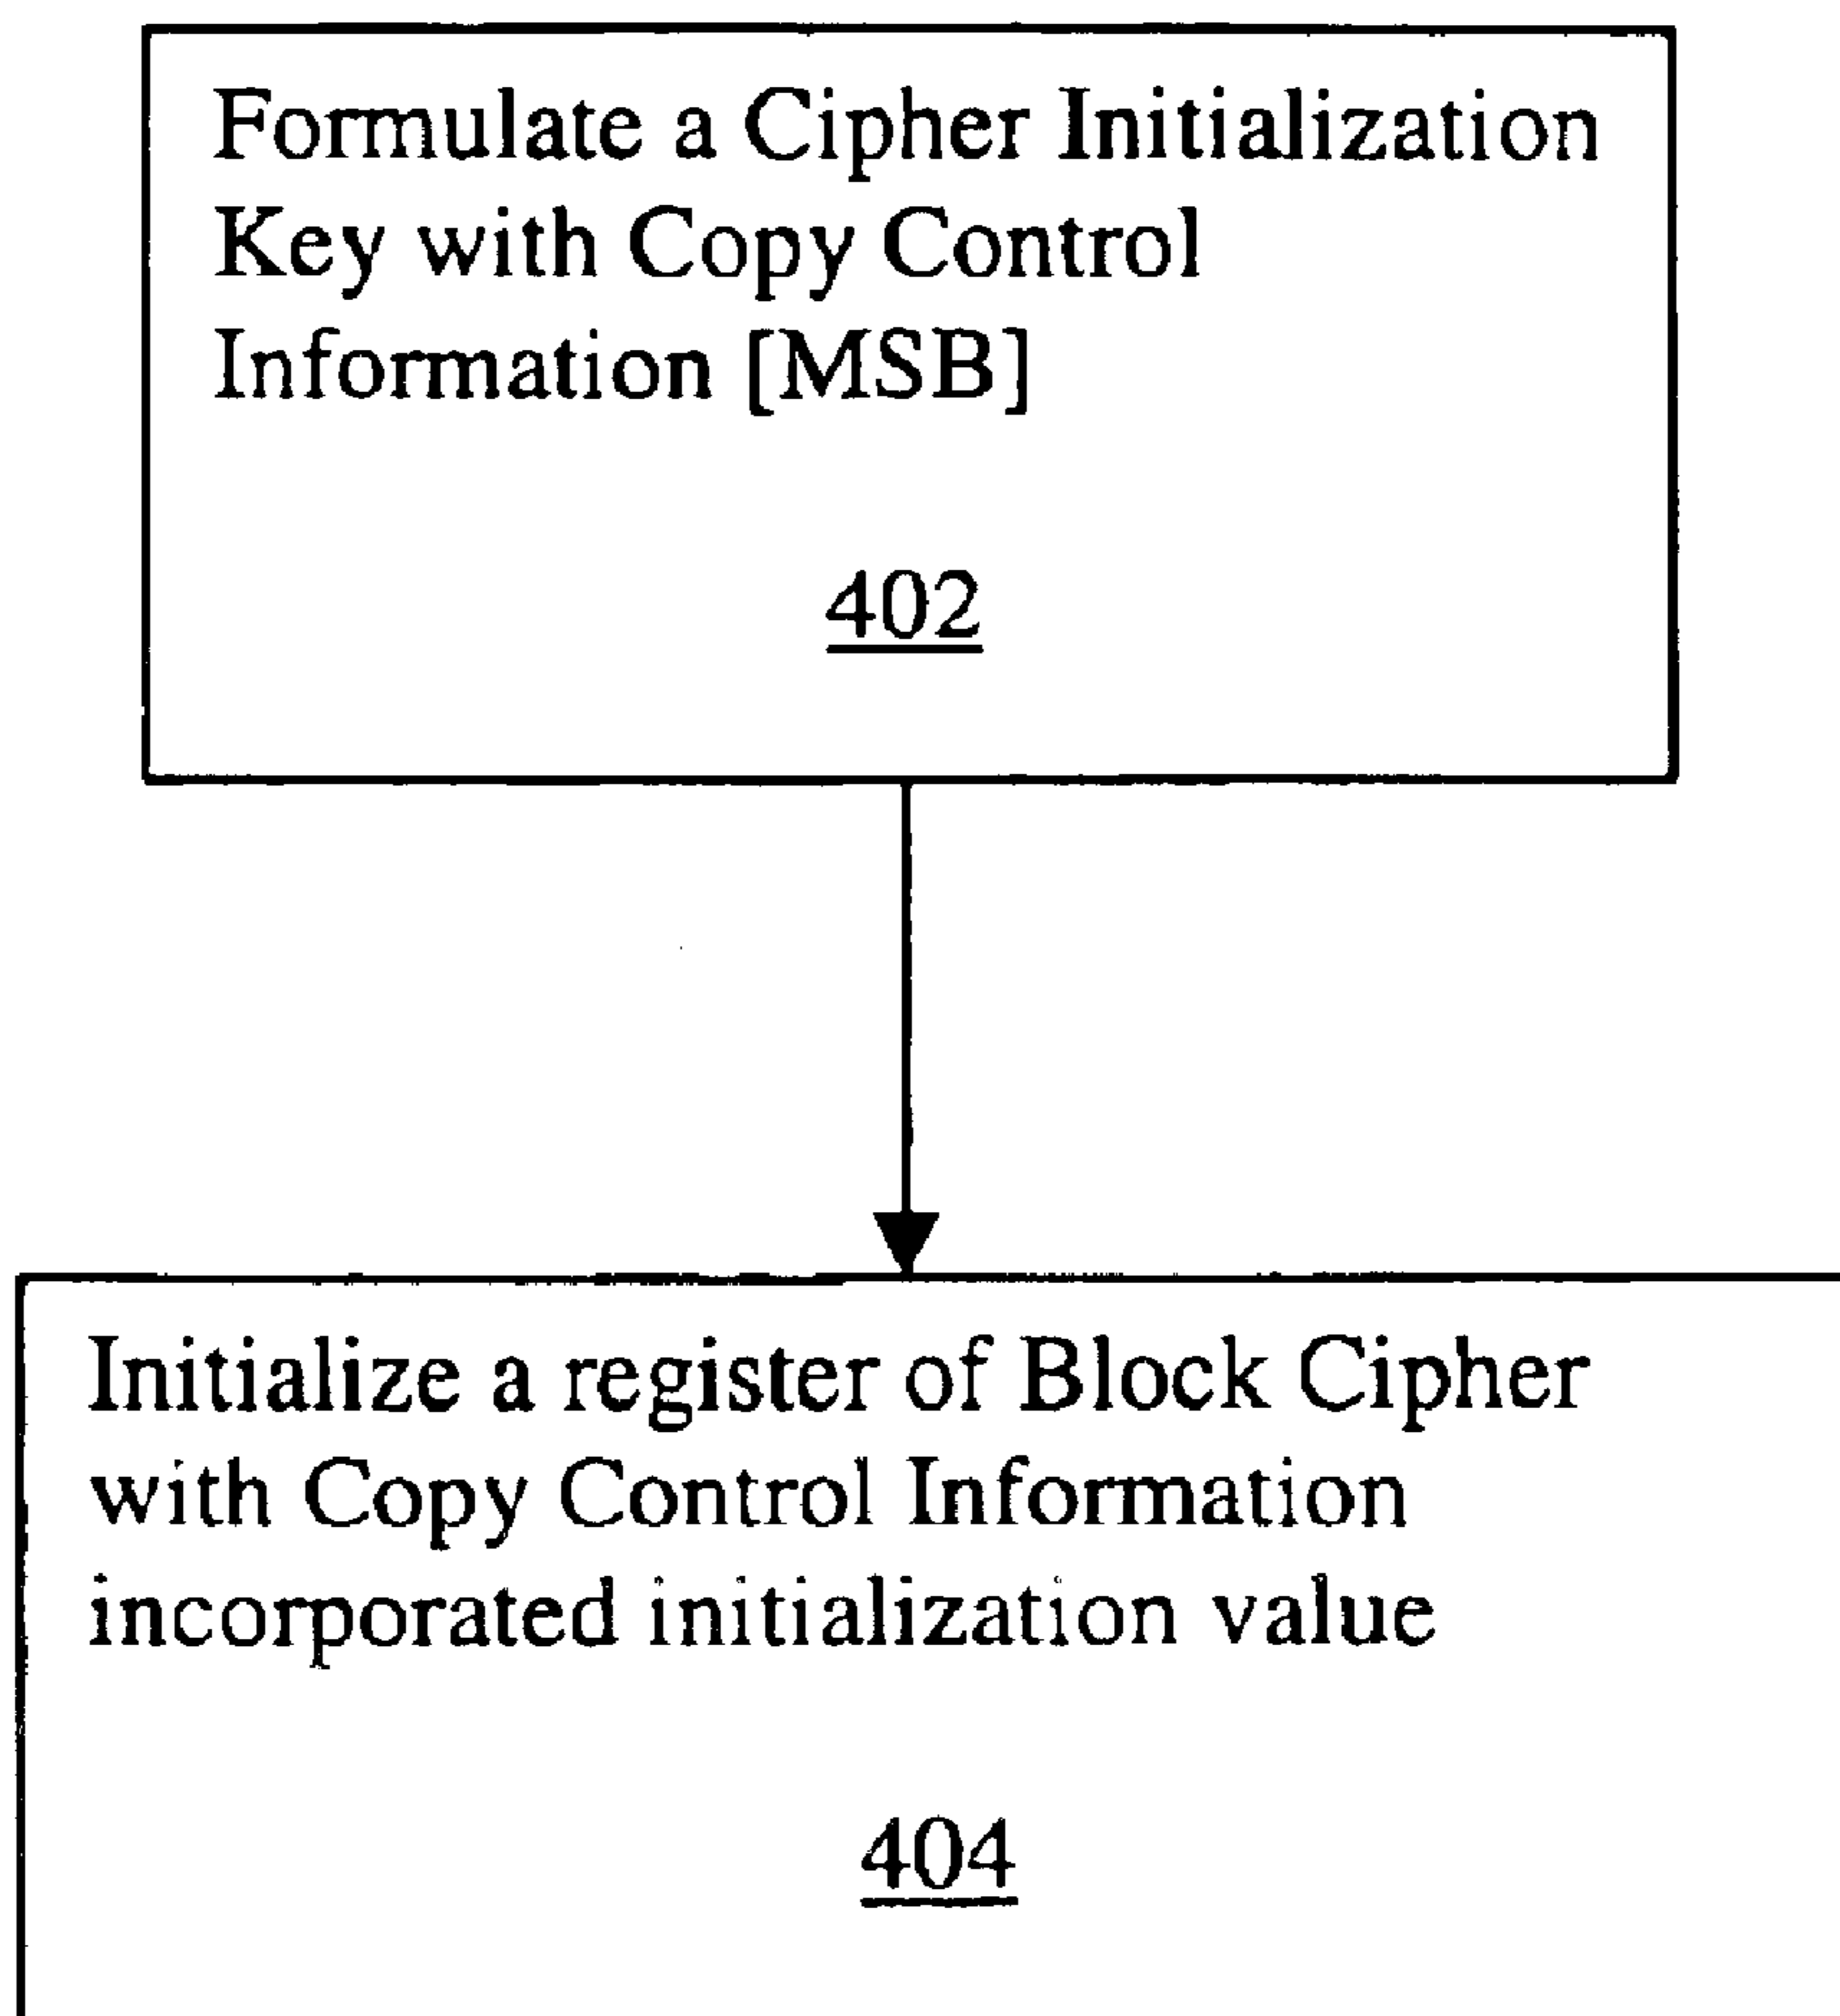 Formulate a Cipher Initialization
Key with Copy Control
Information [MSB]
402
Initialize a register of Block Cipher
with Copy Control Information
incorporated initialization value
404